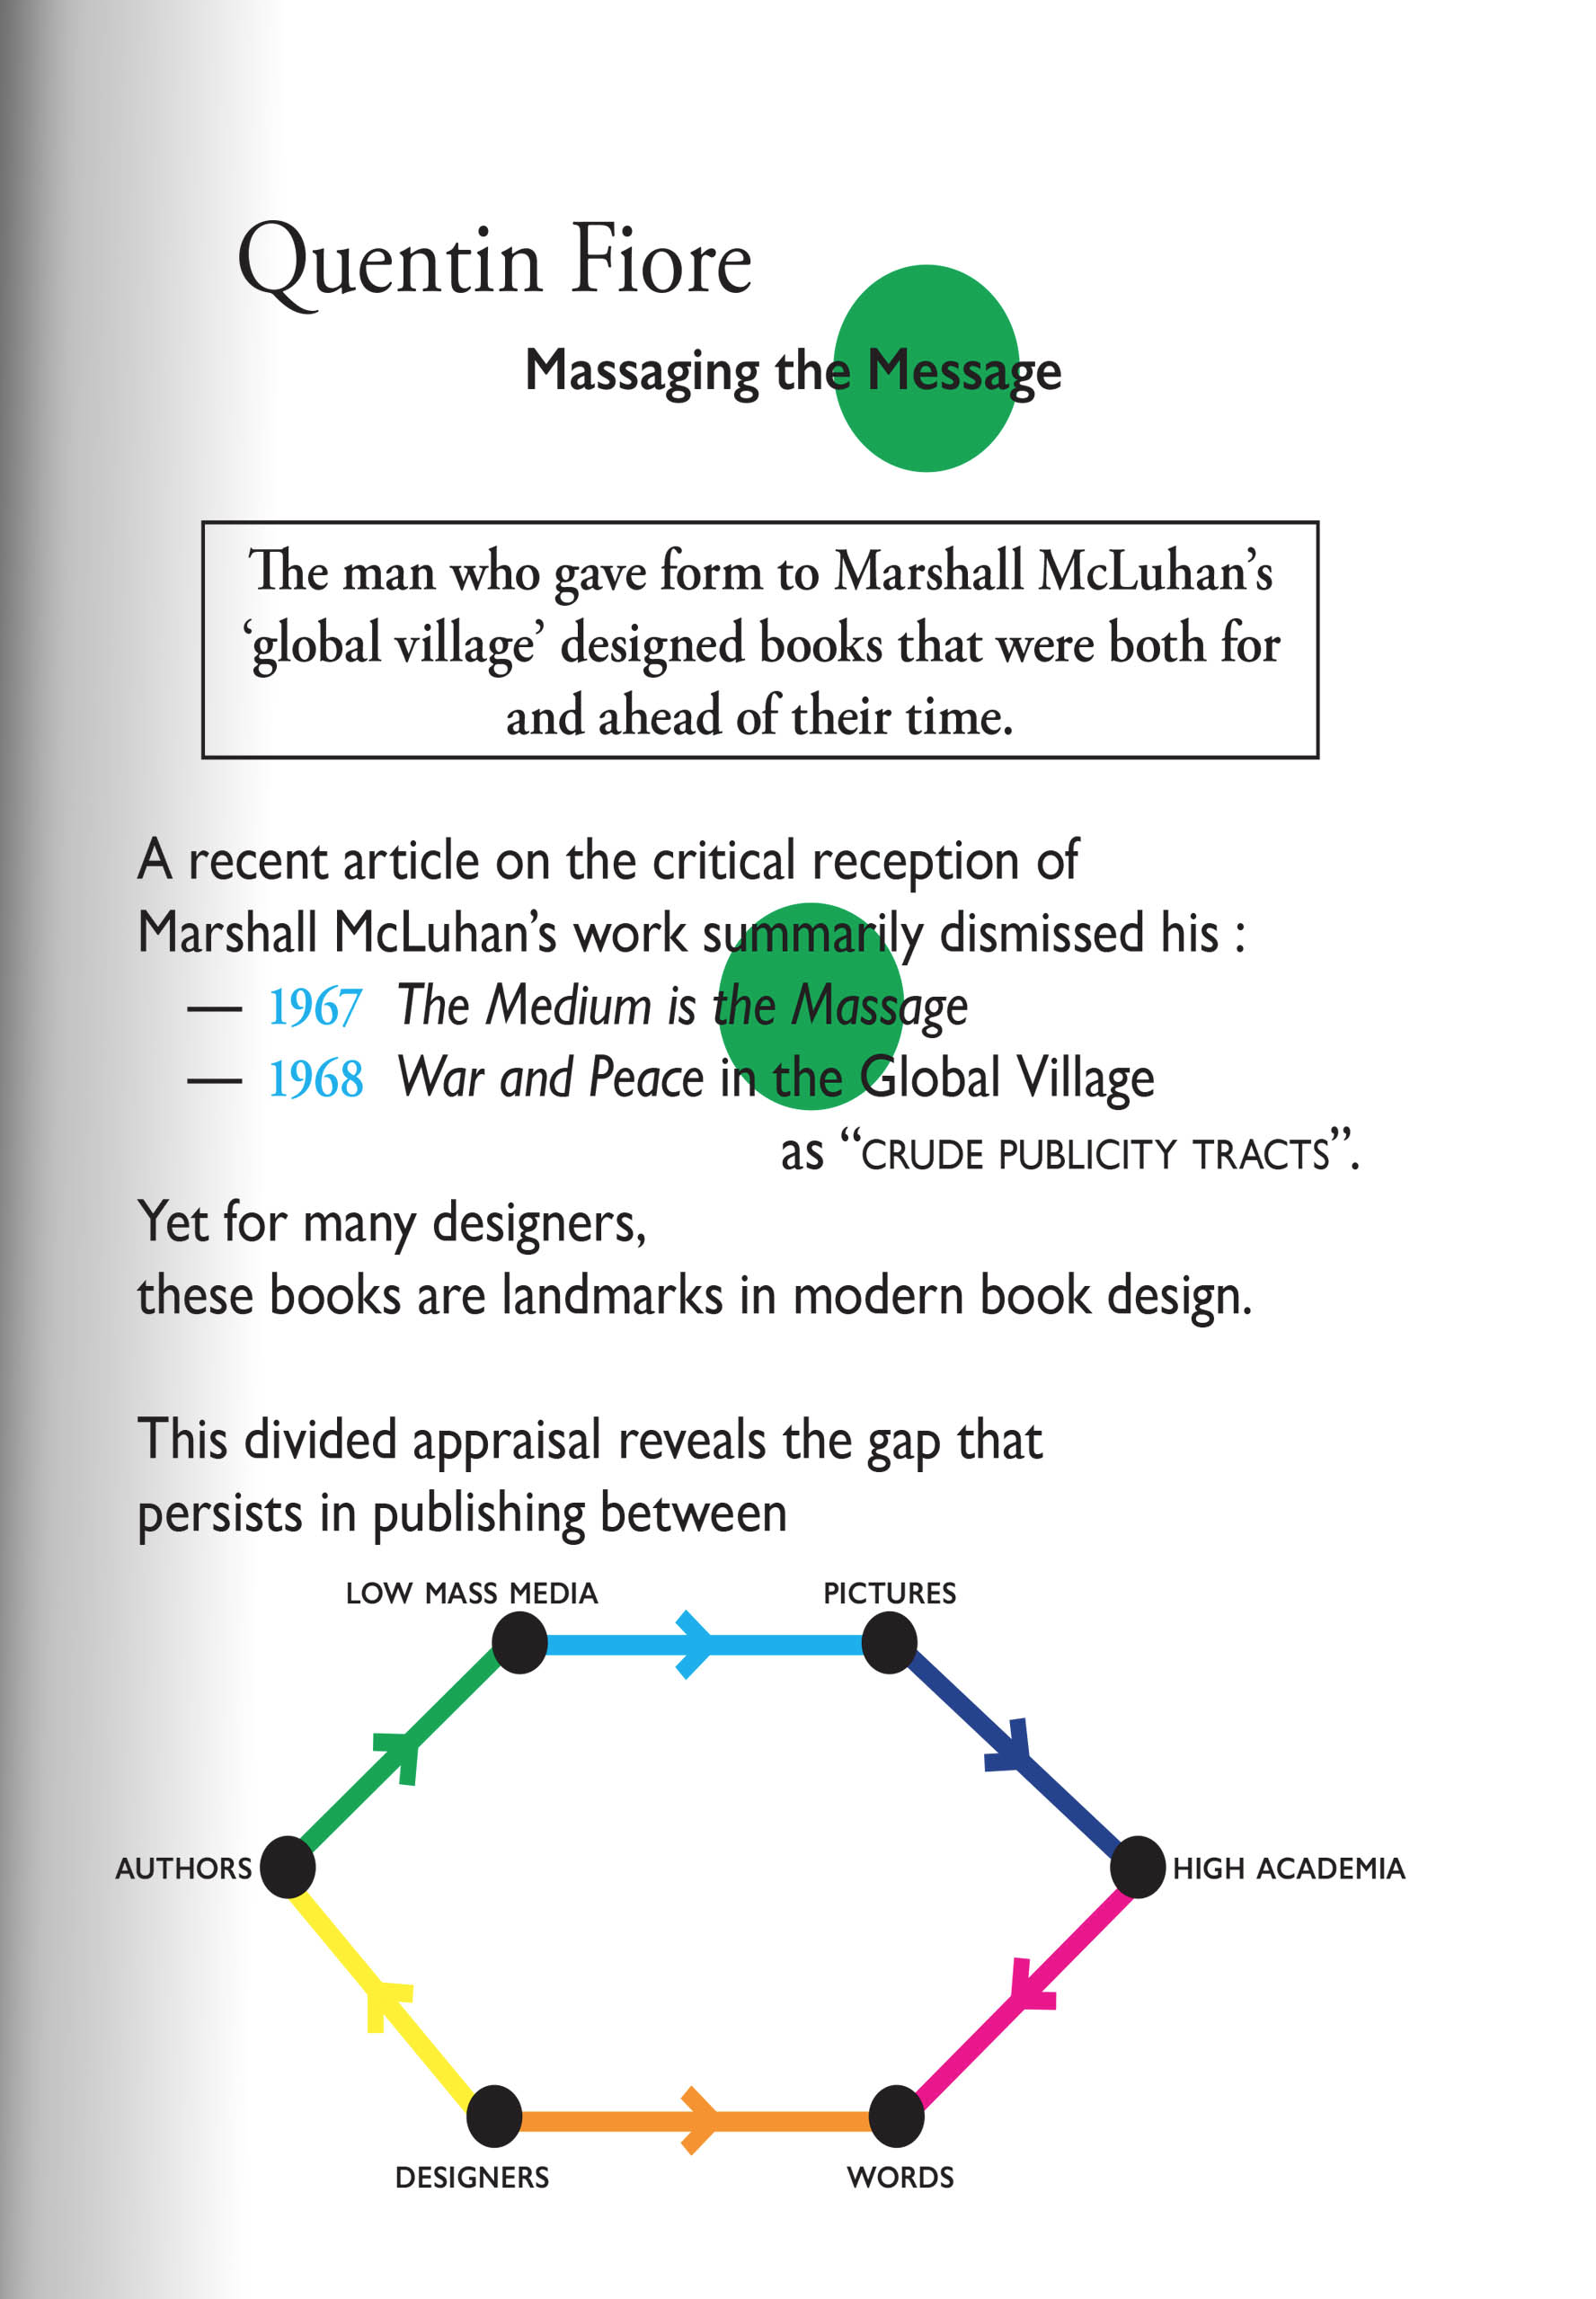 Quentin Fiore
Massaging the Message
The man who gave form to Marshall McLuhan’s
‘global village’ designed books that were both for
and ahead of their time.
A recent article on the critical reception of
Marshall McLuhan’s work summarily dismissed his :
— 1967 The Medium is the Massage
— 1968 War and Peace in the Global Village
as “CRUDE PUBLICITY TRACTS”.
Yet for many designers,
these books are landmarks in modern book design.
This divided appraisal reveals the gap that
persists in publishing between
LOW MASS MEDIA
PICTURES
AUTHORS
HIGH ACADEMIA
DESIGNERS
WORDS